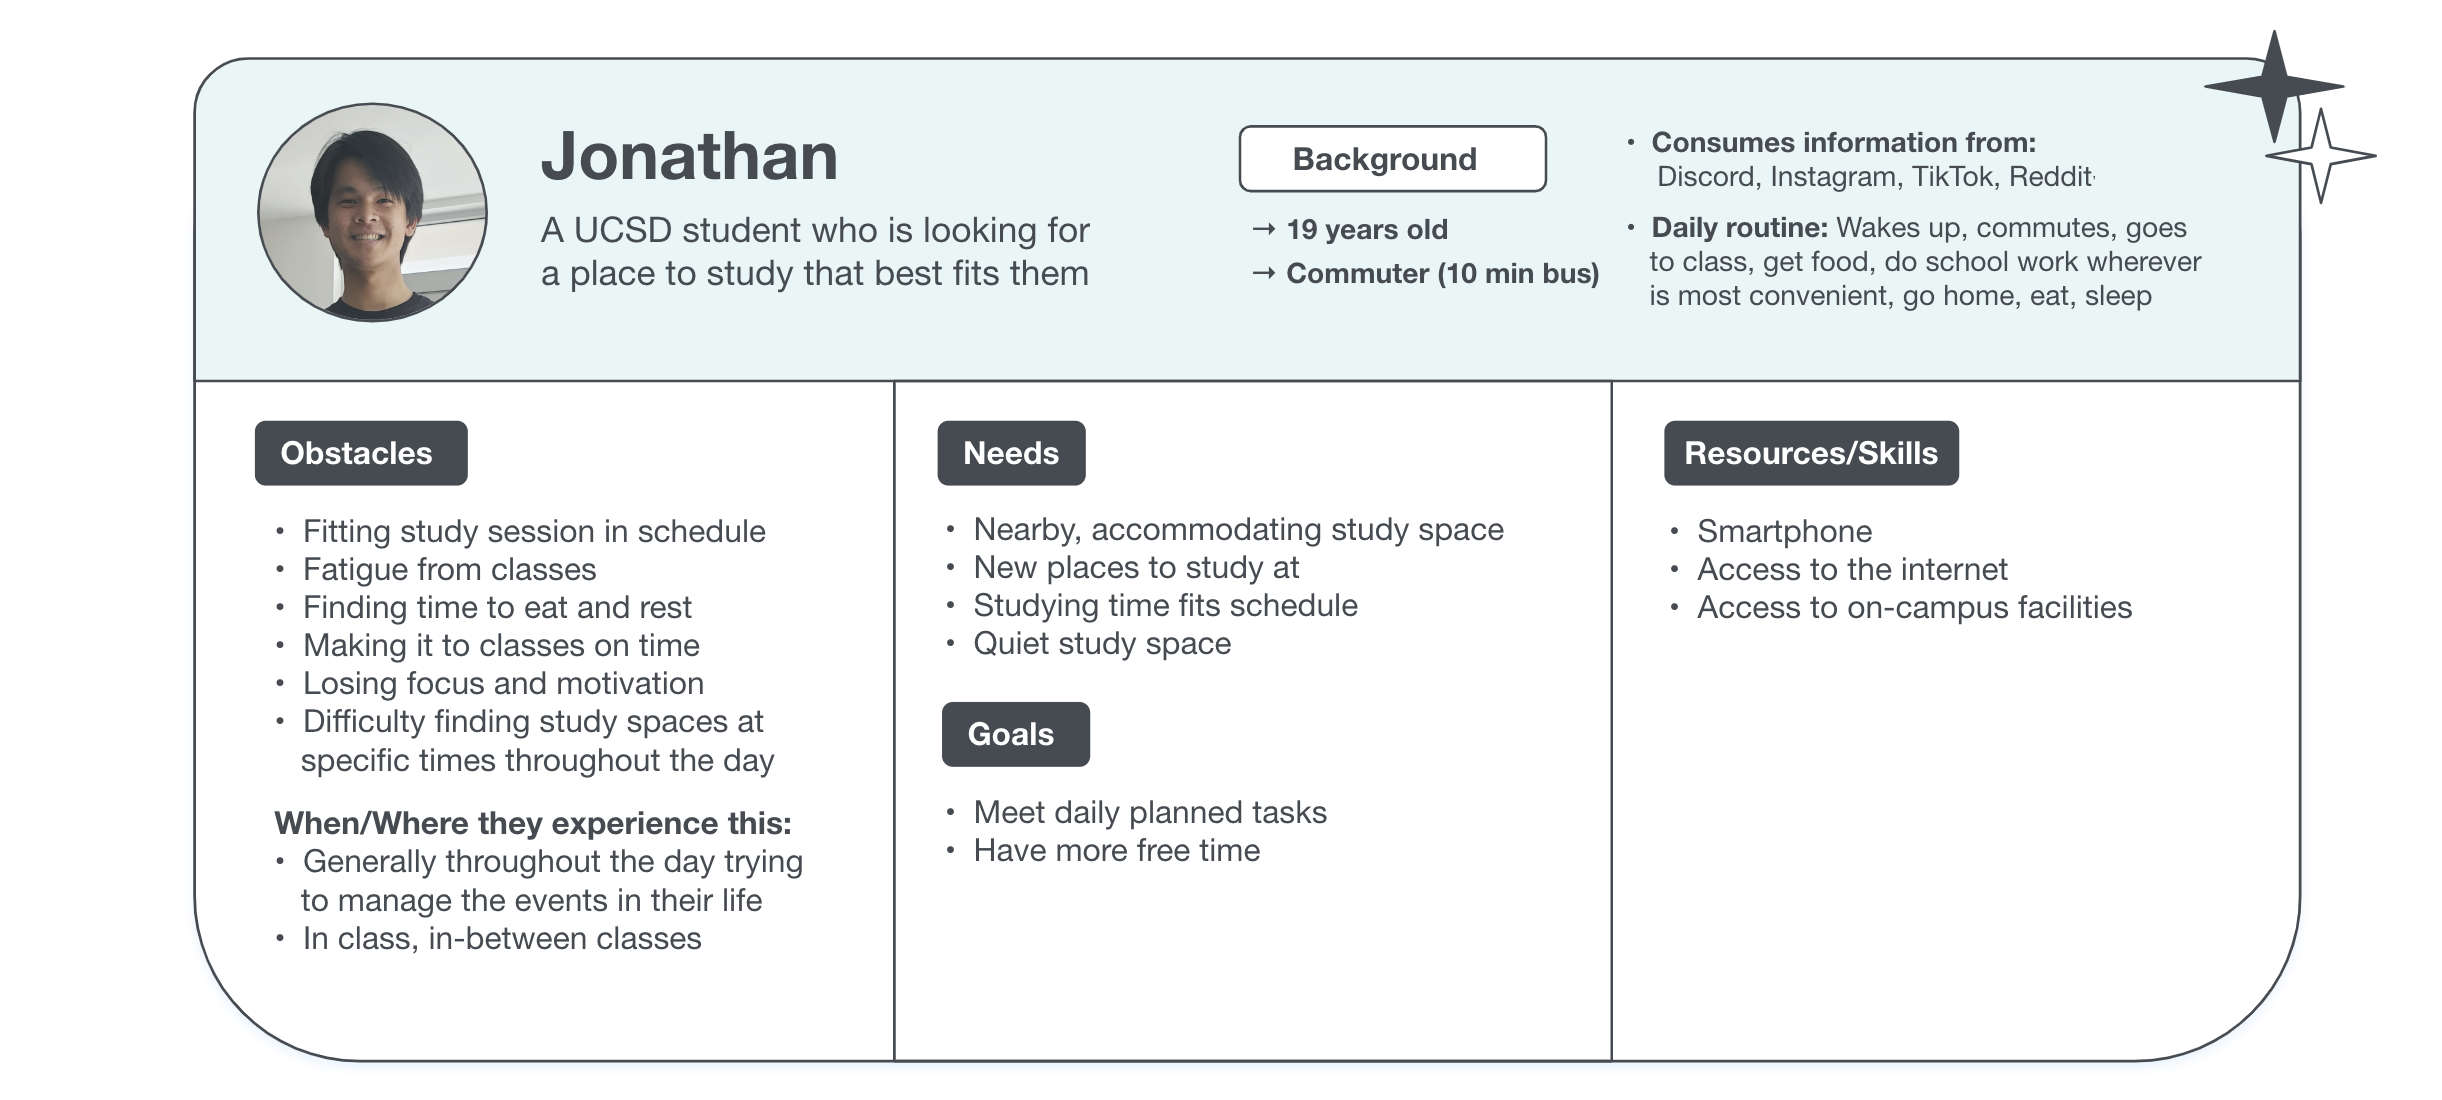 Jonathan
A UCSD student who is looking for
a place to study that best fits them
Background
→ 19 years old
→ Commuter (10 min bus)
• Consumes information from:
Discord, Instagram, TikTok, Reddit
• Daily routine: Wakes up, commutes, goes
to class, get food, do school work wherever
is most convenient, go home, eat, sleep
Obstacles
• Fitting study session in schedule
• Fatigue from classes
• Finding time to eat and rest
• Making it to classes on time
• Losing focus and motivation
• Difficulty finding study spaces at
specific times throughout the day
When/Where they experience this:
• Generally throughout the day trying
to manage the events in their life
• In class, in-between classes
Needs
• Nearby, accommodating study space
• New places to study at
• Studying time fits schedule
• Quiet study space
Goals
• Meet daily planned tasks
• Have more free time
Resources/Skills
• Smartphone
• Access to the internet
• Access to on-campus facilities